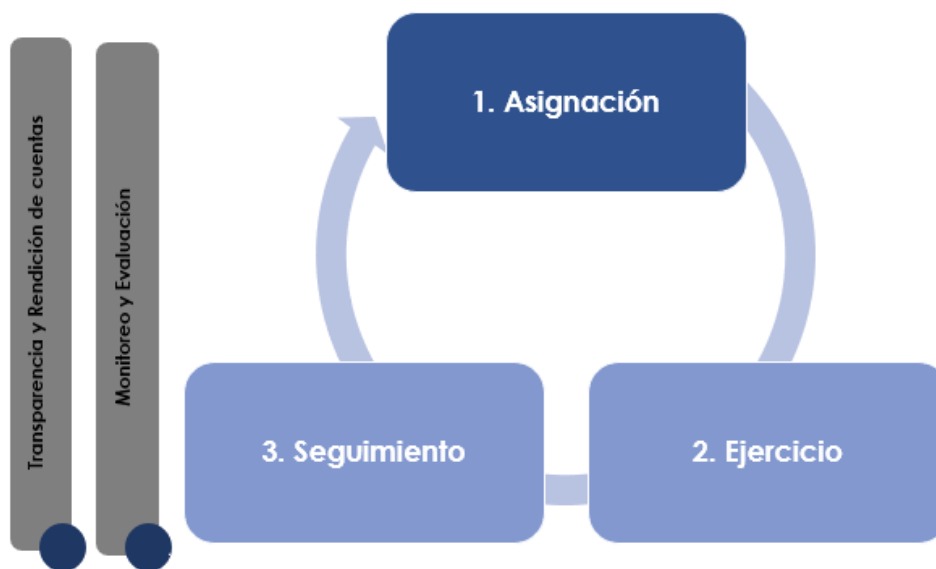 Transparencia y Rendición de cuentas
Monitoreo y Evaluación
1. Asignación
2. Ejercicio
3. Seguimiento